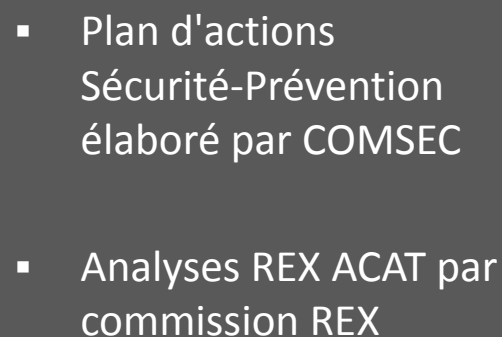 ▪ Plan d'actions
Sécurité-Prévention
élaboré par COMSEC
▪ Analyses REX ACAT par
commission REX